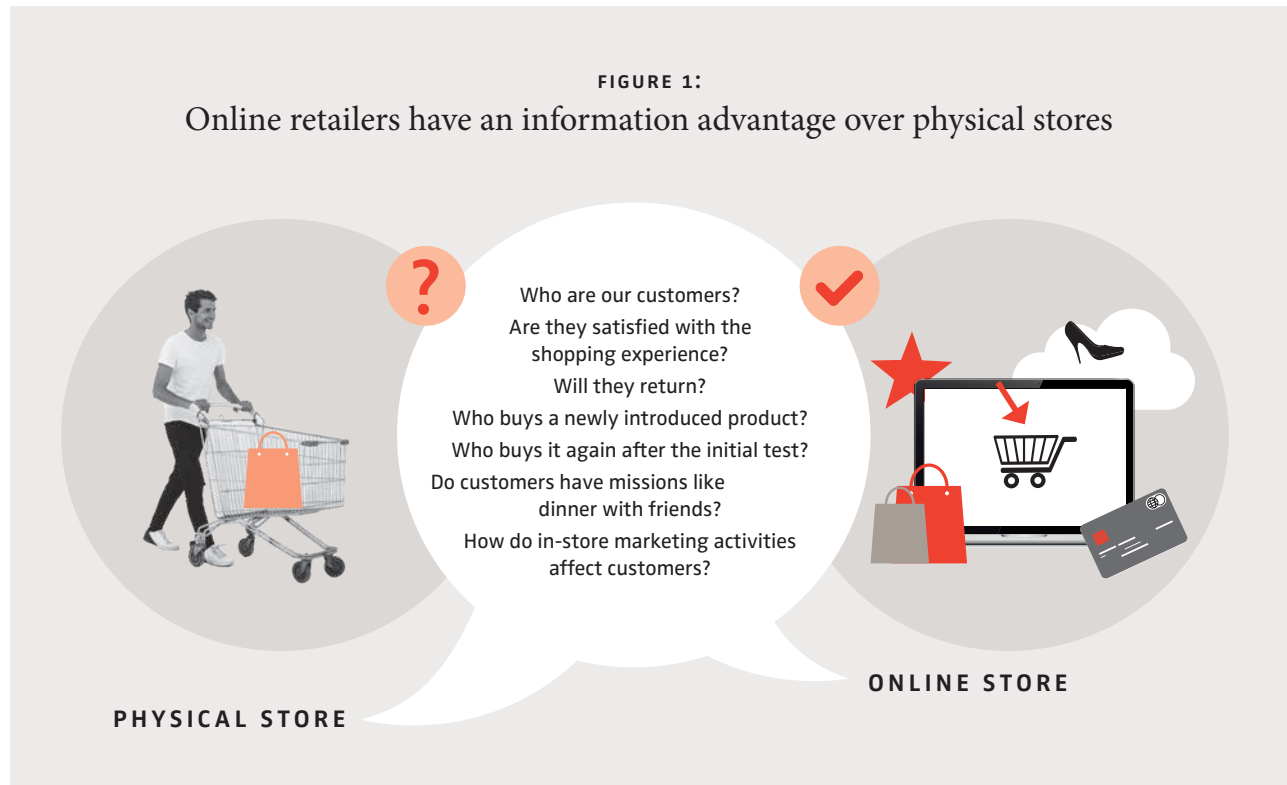 FIGURE 1:
Online retailers have an information advantage over physical stores
?
Who are our customers?
Are they satisfied with the
shopping experience?
Will they return?
Who buys a newly introduced product?
Who buys it again after the initial test?
Do customers have missions like
dinner with friends?
How do in-store marketing activities
affect customers?
PHYSICAL STORE
ONLINE STORE